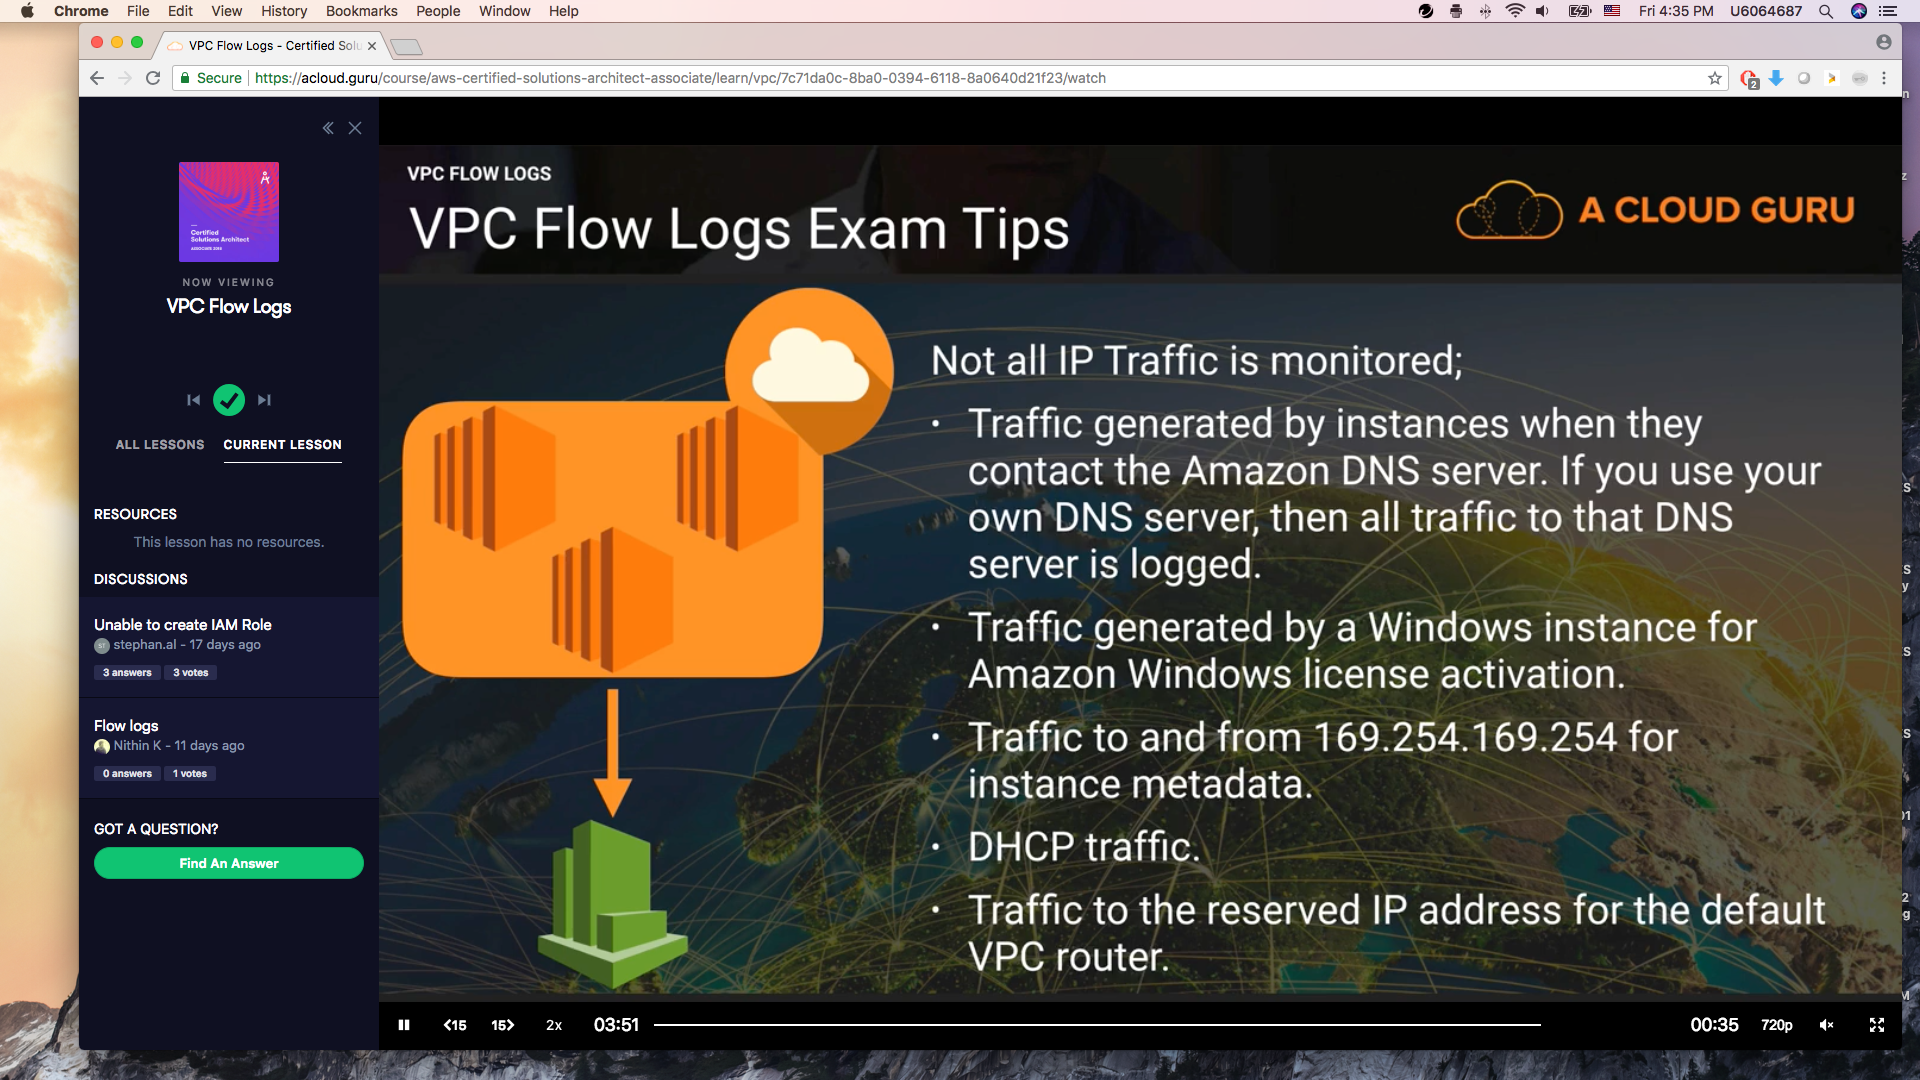 Chrome File Edit View History Bookmarks People Window Help
Fri 4:35 PM U6064687
VPC Flow Logs - Certified Solu
Secure https://acloud.guru/course/aws-certified-solutions-architect-associate/learn/vpc/7c71da0c-8ba0-0394-6118-8a0640d21f23/watch
2
Certified
Solutions Architect
NOW VIEWING
VPC Flow Logs
ALL LESSONS CURRENT LESSON
RESOURCES
This lesson has no resources.
DISCUSSIONS
Unable to create IAM Role
ST stephan.al - 17 days ago
3 answers 3 votes
Flow logs
Nithin K - 11 days ago
0 answers 1 votes
GOT A QUESTION?
Find An Answer
VPC FLOW LOGS
VPC Flow Logs Exam Tips
A CLOUD GURU
Not all IP Traffic is monitored;
• Traffic generated by instances when they
contact the Amazon DNS server. If you use your
own DNS server, then all traffic to that DNS
server is logged.
• Traffic generated by a Windows instance for
Amazon Windows license activation.
• Traffic to and from 169.254.169.254 for
instance metadata.
• DHCP traffic.
• Traffic to the reserved IP address for the default
VPC router.
<15 15> 2x 03:51 00:35 720p